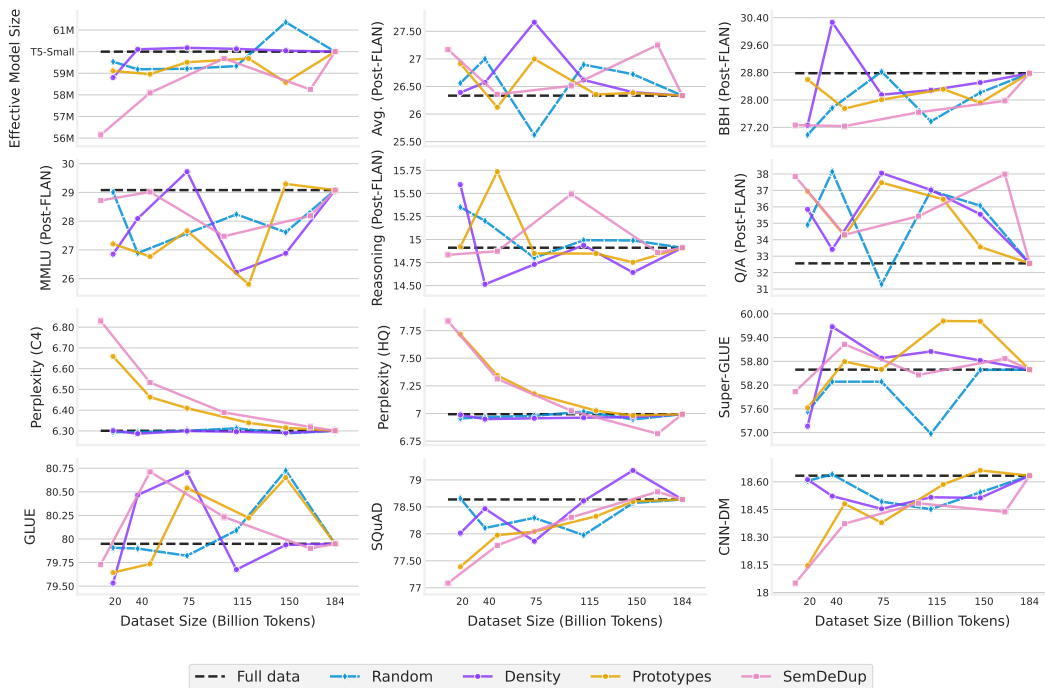 Effective Model Size
61M
T5-Small
59M
58M
57M
56M
Avg. (Post-FLAN)
27.50
27
26.50
26
25.50
BBH (Post-FLAN)
30.40
29.60
28.80
28.00
27.20
MMLU (Post-FLAN)
30
29
28
27
26
Reasoning (Post-FLAN)
15.75
15.50
15.25
15
14.75
14.50
Q/A (Post-FLAN)
38
37
36
35
34
33
32
31
Perplexity (C4)
6.80
6.70
6.60
6.50
6.40
6.30
Perplexity (HQ)
7.75
7.50
7.25
7
6.75
Super-GLUE
60.00
59.40
58.80
58.20
57.60
57.00
GLUE
80.75
80.50
80.25
80
79.75
79.50
20 40 75 115 150 184
Dataset Size (Billion Tokens)
SQuAD
79
78.50
78
77.50
77
20 40 75 115 150 184
Dataset Size (Billion Tokens)
CNN-DM
18.60
18.45
18.30
18.15
18
20 40 75 115 150 184
Dataset Size (Billion Tokens)
Full data Random Density Prototypes SemDeDup